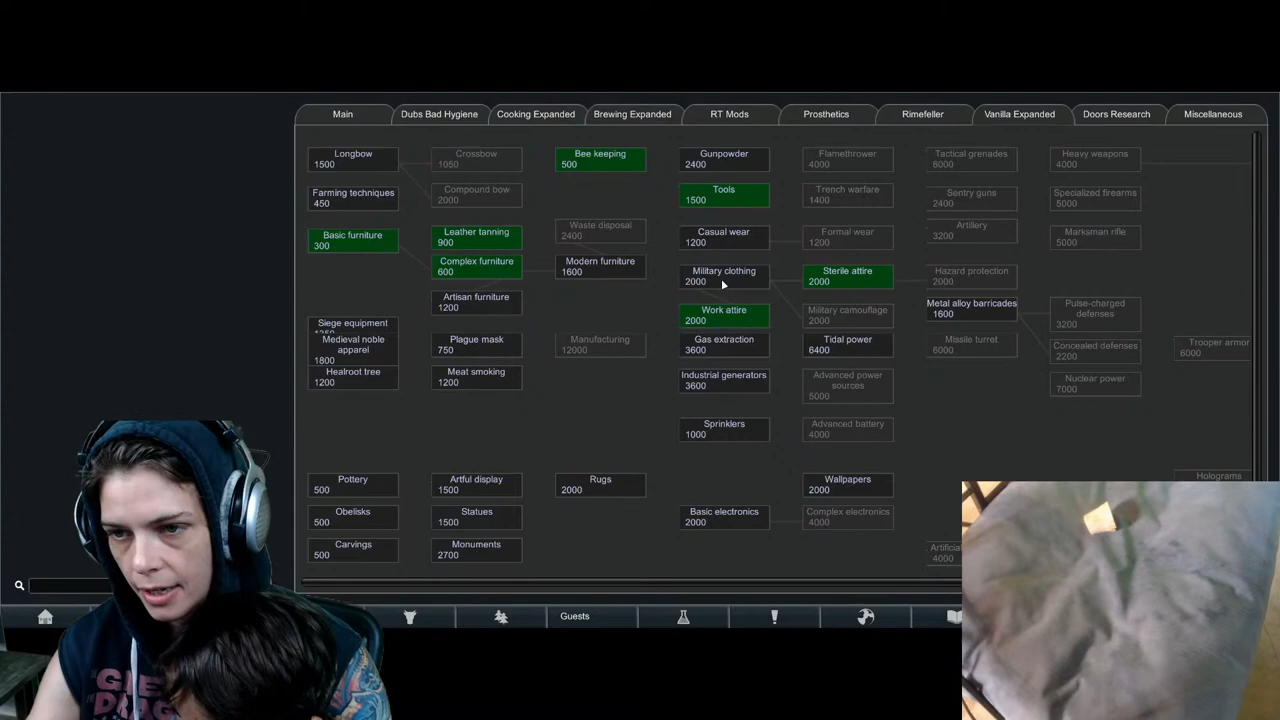 Main
Dubs Bad Hygiene
Cooking Expanded
Brewing Expanded
RT Mods
Prosthetics
Rimefeller
Vanilla Expanded
Doors Research
Miscellaneous
Longbow
1500
Crossbow
1050
Bee keeping
500
Gunpowder
2400
Flamethrower
4000
Tactical grenades
6000
Heavy weapons
4000
Farming techniques
450
Compound bow
2000
Tools
1500
Trench warfare
1400
Sentry guns
2400
Specialized firearms
5000
Basic furniture
300
Leather tanning
900
Waste disposal
2400
Casual wear
1200
Formal wear
1200
Artillery
3200
Marksman rifle
5000
Complex furniture
600
Modern furniture
1600
Military clothing
2000
Sterile attire
2000
Hazard protection
2000
Artisan furniture
1200
Work attire
2000
Military camouflage
2000
Metal alloy barricades
1600
Pulse-charged
defenses
3200
Siege equipment
Medieval noble
apparel
1800
Plague mask
750
Manufacturing
12000
Gas extraction
3600
Tidal power
6400
Missile turret
6000
Concealed defenses
2200
Trooper armor
6000
Healroot tree
1200
Meat smoking
1200
Industrial generators
3600
Advanced power
sources
5000
Nuclear power
7000
Sprinklers
1000
Advanced battery
4000
Pottery
500
Artful display
1500
Rugs
2000
Wallpapers
2000
Holograms
Obelisks
500
Statues
1500
Basic electronics
2000
Complex electronics
4000
Carvings
500
Monuments
2700
Artificial
4000
Guests